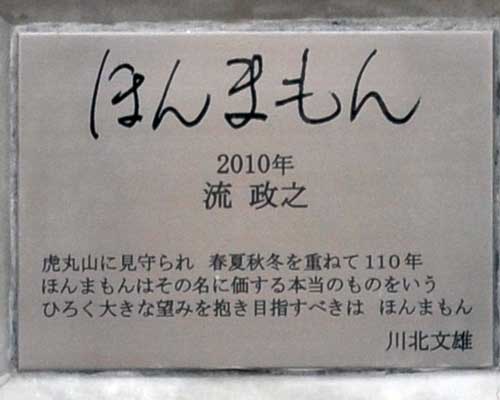 ほんまもん
2010年
流 政之
虎丸山に見守られ 春夏秋冬を重ねて110年
ほんまもんはその名に価する本当のものをいう
ひろく大きな望みを抱き目指すべきは ほんまもん
川北文雄